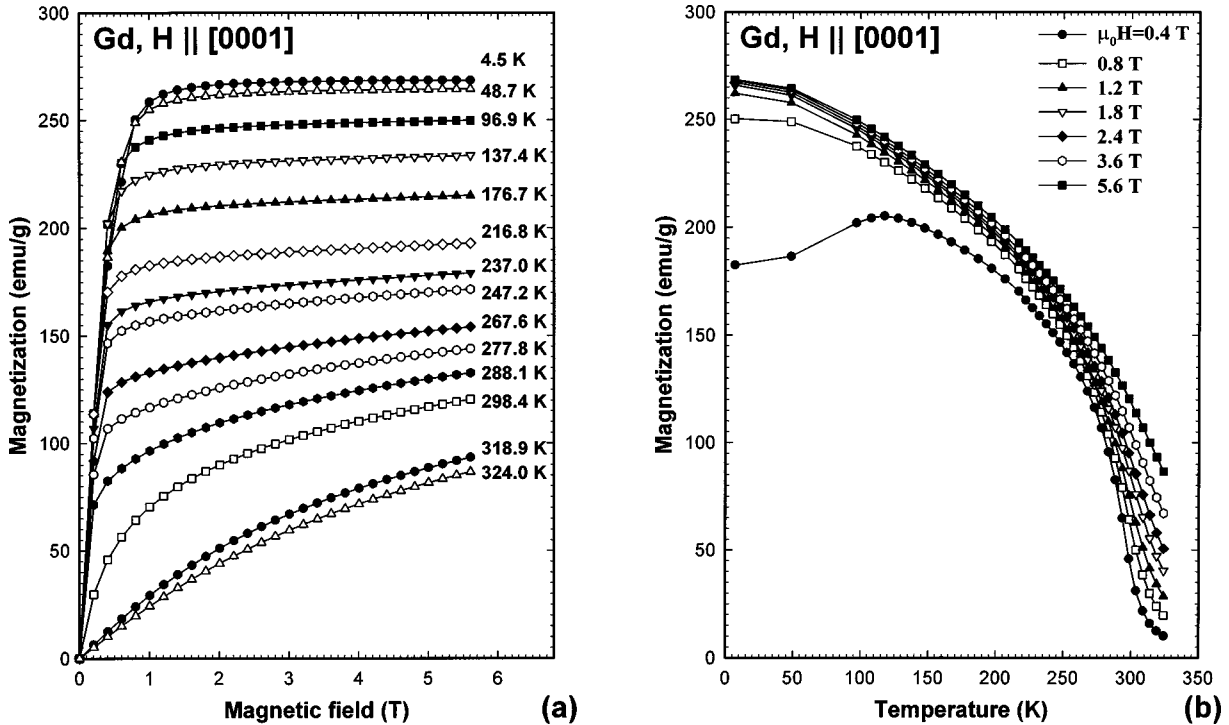 Gd, H || [0001]
4.5 K
48.7 K
96.9 K
137.4 K
176.7 K
216.8 K
237.0 K
247.2 K
267.6 K
277.8 K
288.1 K
298.4 K
318.9 K
324.0 K
300
250
200
150
100
50
0
Magnetization (emu/g)
0 1 2 3 4 5 6
Magnetic field (T)
(a)
Gd, H || [0001]
μ₀H=0.4 T
0.8 T
1.2 T
1.8 T
2.4 T
3.6 T
5.6 T
300
250
200
150
100
50
0
Magnetization (emu/g)
0 50 100 150 200 250 300 350
Temperature (K)
(b)